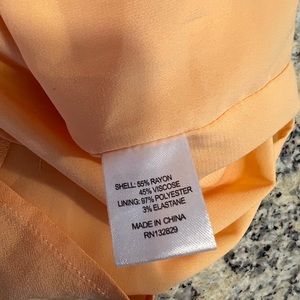 SHELL: 55% RAYON
45% VISCOSE
LINING: 97% POLYESTER
3% ELASTANE
MADE IN CHINA
RN132829